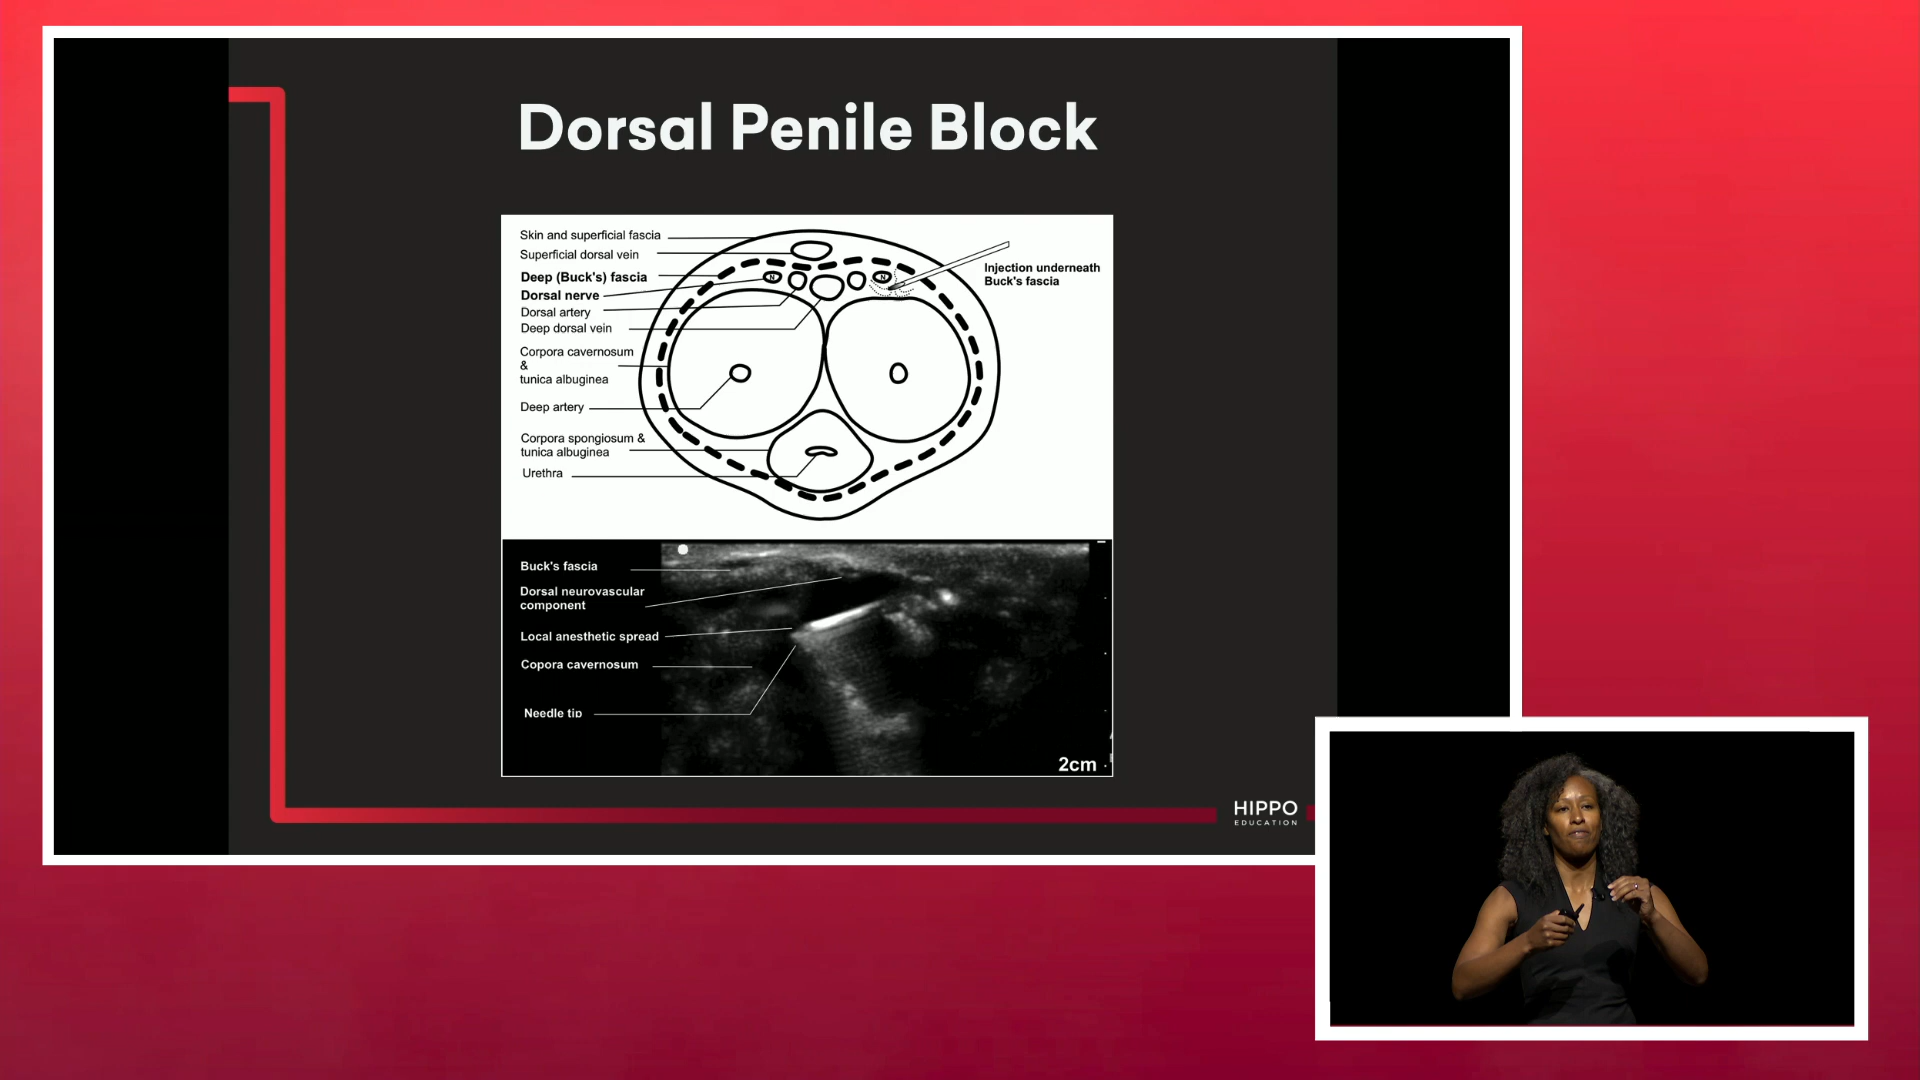 Dorsal Penile Block
Skin and superficial fascia
Superficial dorsal vein
Deep (Buck's) fascia
Dorsal nerve
Dorsal artery
Deep dorsal vein
Corpora cavernosum
&
tunica albuginea
Deep artery
Corpora spongiosum &
tunica albuginea
Urethra
N
N
Injection underneath
Buck's fascia
Buck's fascia
Dorsal neurovascular
component
Local anesthetic spread
Copora cavernosum
Needle tip
2cm
HIPPO
EDUCATION